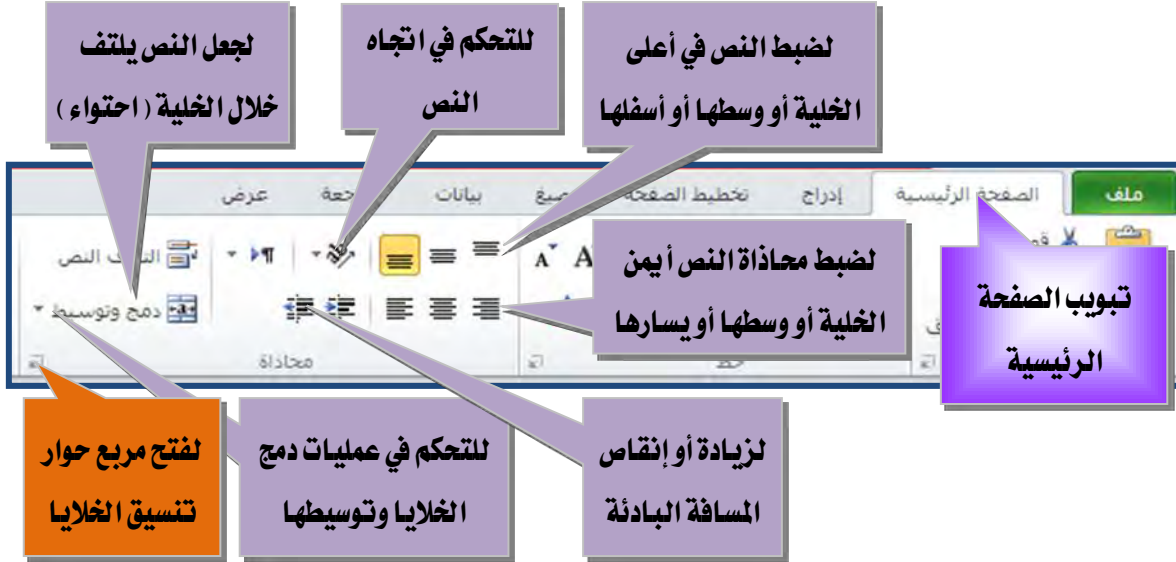 لضبط النص في أعلى
الخلية أو وسطها أو أسفلها
للتحكم في اتجاه
النص
لجعل النص يلتف
خلال الخلية ( احتواء )
ملف
الصفحة الرئيسية
إدراج
تخطيط الصفحة
بيانات
عرض
النص
دمج وتوسيط
محاذاة
خط
تبويب الصفحة
الرئيسية
لضبط محاذاة النص أيمن
الخلية أو وسطها أو يسارها
لزيادة أو إنقاص
المسافة البادئة
للتحكم في عمليات دمج
الخلايا وتوسيطها
لفتح مربع حوار
تنسيق الخلايا